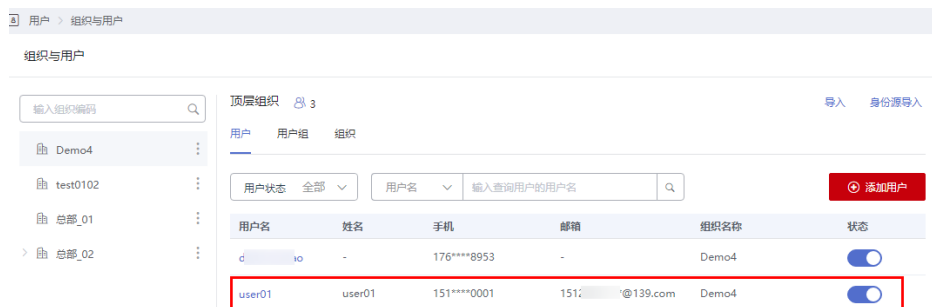 用户 > 组织与用户
组织与用户
输入组织编码
Demo4
test0102
总部_01
总部_02
顶层组织 3
导入 身份源导入
用户 用户组 组织
用户状态 全部 用户名 输入查询用户的用户名 添加用户
用户名 姓名 手机 邮箱 组织名称 状态
- 176****8953 - Demo4
user01 user01 151****0001 @139.com Demo4